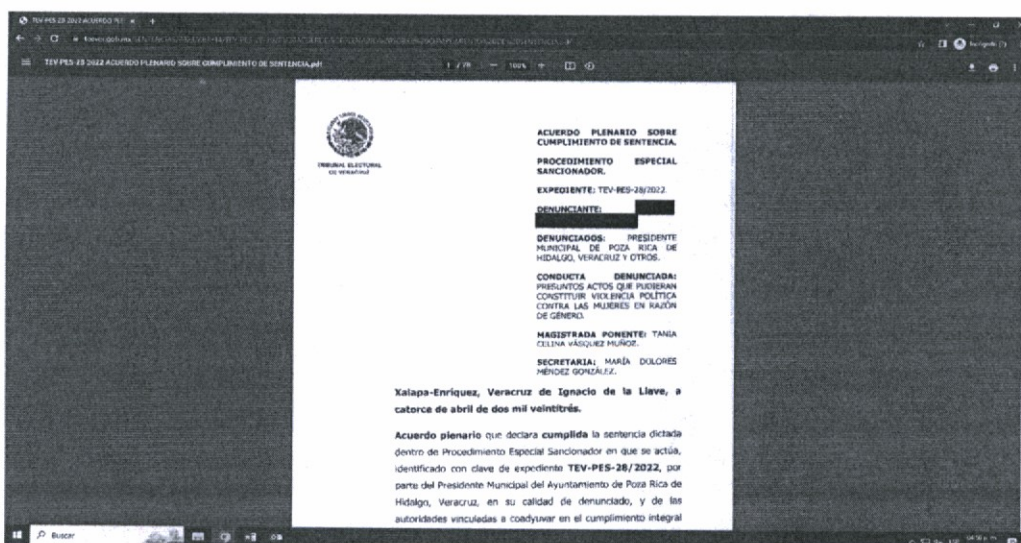 TEV-PES-28-2022 ACUERDO PLE
TEV-PES-28 2022 ACUERDO PLENARIO SOBRE CUMPLIMIENTO DE SENTENCIA.pdf
100%
TRIBUNAL ELECTORAL
DE VERACRUZ
ACUERDO PLENARIO SOBRE
CUMPLIMIENTO DE SENTENCIA.
PROCEDIMIENTO ESPECIAL
SANCIONADOR.
EXPEDIENTE: TEV-PES-28/2022.
DENUNCIANTE:
DENUNCIADOS: PRESIDENTE
MUNICIPAL DE POZA RICA DE
HIDALGO, VERACRUZ Y OTROS.
CONDUCTA DENUNCIADA:
PRESUNTOS ACTOS QUE PUDIERAN
CONSTITUIR VIOLENCIA POLÍTICA
CONTRA LAS MUJERES EN RAZÓN
DE GÉNERO.
MAGISTRADA PONENTE: TANIA
CELINA VÁSQUEZ MUÑOZ.
SECRETARIA: MARÍA DOLORES
MÉNDEZ GONZÁLEZ.
Xalapa-Enríquez, Veracruz de Ignacio de la Llave, a
catorce de abril de dos mil veintitrés.
Acuerdo plenario que declara cumplida la sentencia dictada
dentro de Procedimiento Especial Sancionador en que se actúa,
identificado con clave de expediente TEV-PES-28/2022, por
parte del Presidente Municipal del Ayuntamiento de Poza Rica de
Hidalgo, Veracruz, en su calidad de denunciado, y de las
autoridades vinculadas a coadyuvar en el cumplimiento integral
Buscar